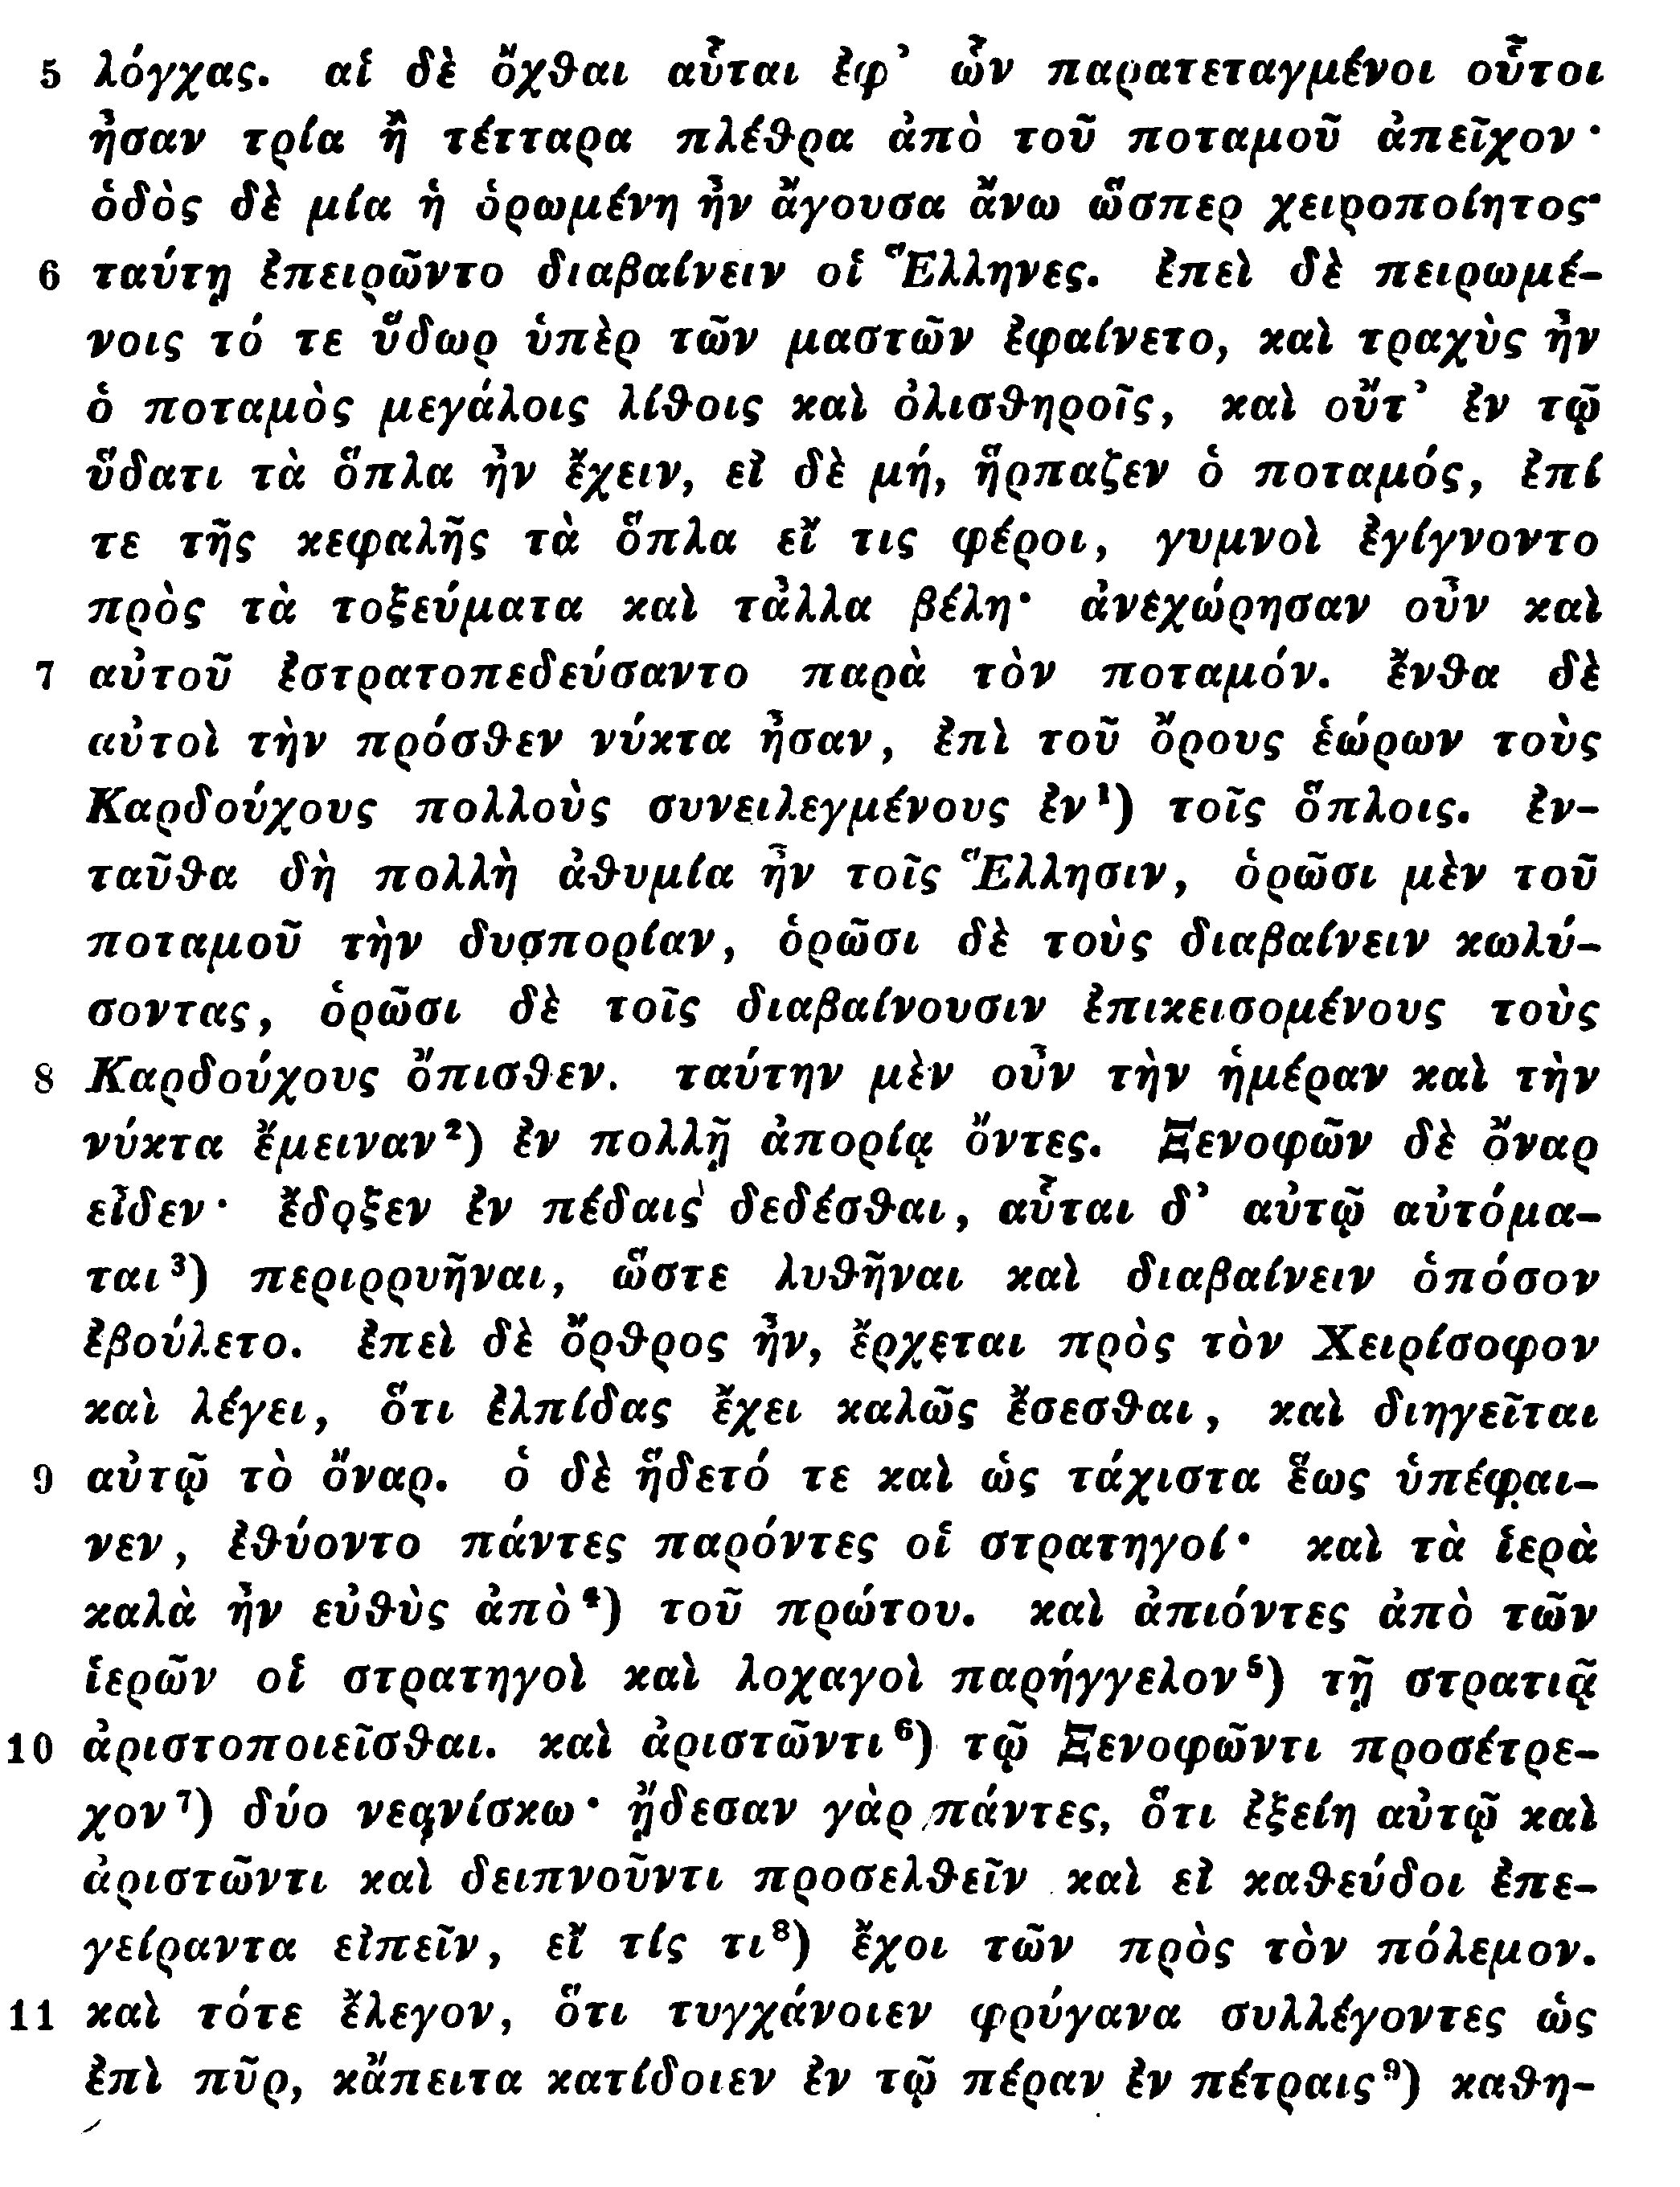 5 λόγχας. αἱ δὲ ὄχθαι αὗται ἐφ’ ὧν παρατεταγμένοι οὗτοι
ἦσαν τρία ἢ τέτταρα πλέθρα ἀπὸ τοῦ ποταμοῦ ἀπεῖχον·
ὁδὸς δὲ μία ἡ ὁρωμένη ἦν ἄγουσα ἄνω ὥσπερ χειροποίητος·
6 ταύτῃ ἐπειρῶντο διαβαίνειν οἱ Ἕλληνες. ἐπεὶ δὲ πειρωμέ-
νοις τό τε ὕδωρ ὑπὲρ τῶν μαστῶν ἐφαίνετο, καὶ τραχὺς ἦν
ὁ ποταμὸς μεγάλοις λίθοις καὶ ὀλισθηροῖς, καὶ οὔτ’ ἐν τῷ
ὕδατι τὰ ὅπλα ἦν ἔχειν, εἰ δὲ μή, ἥρπαζεν ὁ ποταμός, ἐπί
τε τῆς κεφαλῆς τὰ ὅπλα εἴ τις φέροι, γυμνοὶ ἐγίγνοντο
πρὸς τὰ τοξεύματα καὶ τἆλλα βέλη· ἀνεχώρησαν οὖν καὶ
7 αὐτοῦ ἐστρατοπεδεύσαντο παρὰ τὸν ποταμόν. ἔνθα δὲ
αὐτοὶ τὴν πρόσθεν νύκτα ἦσαν, ἐπὶ τοῦ ὄρους ἑώρων τοὺς
Καρδούχους πολλοὺς συνειλεγμένους ἐν¹) τοῖς ὅπλοις. ἐν-
ταῦθα δὴ πολλὴ ἀθυμία ἦν τοῖς Ἕλλησιν, ὁρῶσι μὲν τοῦ
ποταμοῦ τὴν δυσπορίαν, ὁρῶσι δὲ τοὺς διαβαίνειν κωλύ-
σοντας, ὁρῶσι δὲ τοῖς διαβαίνουσιν ἐπικεισομένους τοὺς
8 Καρδούχους ὄπισθεν. ταύτην μὲν οὖν τὴν ἡμέραν καὶ τὴν
νύκτα ἔμειναν²) ἐν πολλῇ ἀπορίᾳ ὄντες. Ξενοφῶν δὲ ὄναρ
εἶδεν· ἔδοξεν ἐν πέδαις δεδέσθαι, αὗται δ’ αὐτῷ αὐτόμα-
ται³) περιρρυῆναι, ὥστε λυθῆναι καὶ διαβαίνειν ὁπόσον
ἐβούλετο. ἐπεὶ δὲ ὄρθρος ἦν, ἔρχεται πρὸς τὸν Χειρίσοφον
καὶ λέγει, ὅτι ἐλπίδας ἔχει καλῶς ἔσεσθαι, καὶ διηγεῖται
9 αὐτῷ τὸ ὄναρ. ὁ δὲ ἥδετό τε καὶ ὡς τάχιστα ἕως ὑπέφαι-
νεν, ἐθύοντο πάντες παρόντες οἱ στρατηγοί· καὶ τὰ ἱερὰ
καλὰ ἦν εὐθὺς ἀπὸ⁴) τοῦ πρώτου. καὶ ἀπιόντες ἀπὸ τῶν
ἱερῶν οἱ στρατηγοὶ καὶ λοχαγοὶ παρήγγελον⁵) τῇ στρατιᾷ
10 ἀριστοποιεῖσθαι. καὶ ἀριστῶντι⁶) τῷ Ξενοφῶντι προσέτρε-
χον⁷) δύο νεανίσκω· ᾔδεσαν γὰρ πάντες, ὅτι ἐξείη αὐτῷ καὶ
ἀριστῶντι καὶ δειπνοῦντι προσελθεῖν καὶ εἰ καθεύδοι ἐπε-
γείραντα εἰπεῖν, εἴ τίς τι⁸) ἔχοι τῶν πρὸς τὸν πόλεμον.
11 καὶ τότε ἔλεγον, ὅτι τυγχάνοιεν φρύγανα συλλέγοντες ὡς
ἐπὶ πῦρ, κἄπειτα κατίδοιεν ἐν τῷ πέραν ἐν πέτραις⁹) καθη-